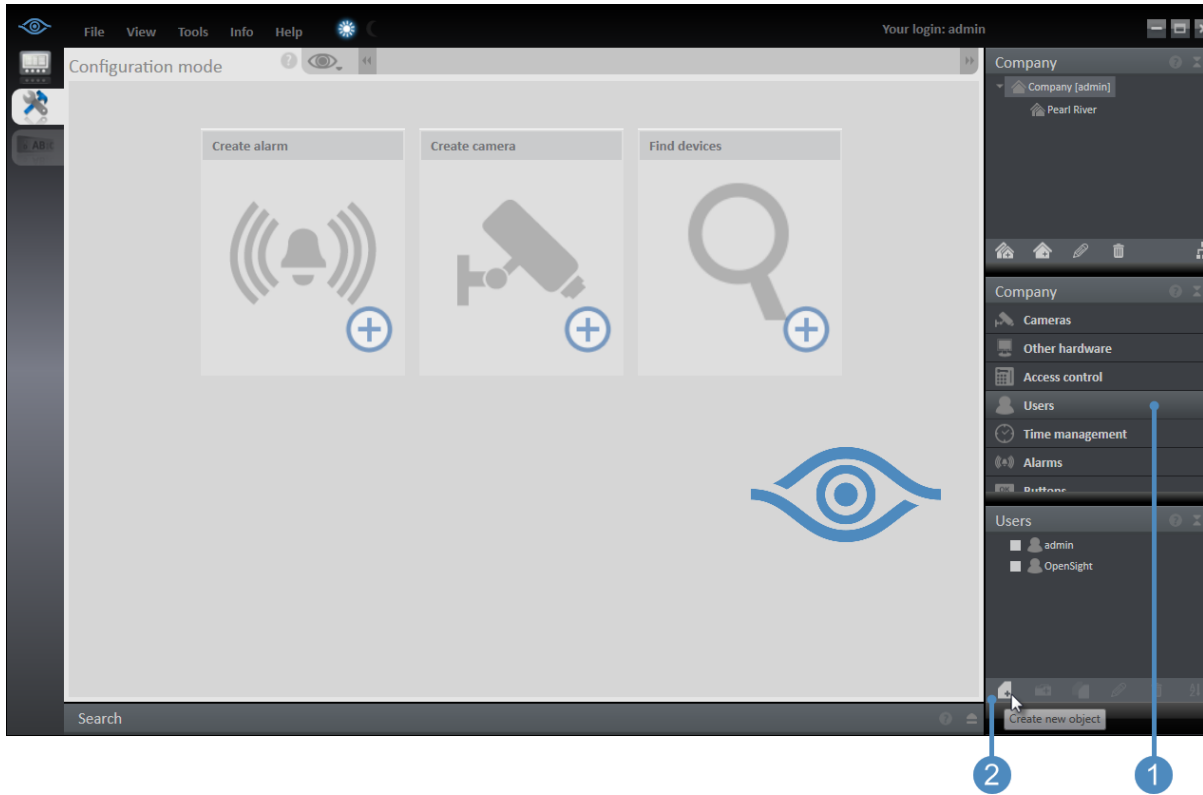 File View Tools Info Help
Your login: admin
Configuration mode
Create alarm
Create camera
Find devices
Search
Company
Company [admin]
Pearl River
Company
Cameras
Other hardware
Access control
Users
Time management
Alarms
Buttons
Users
admin
OpenSight
Create new object
2
1